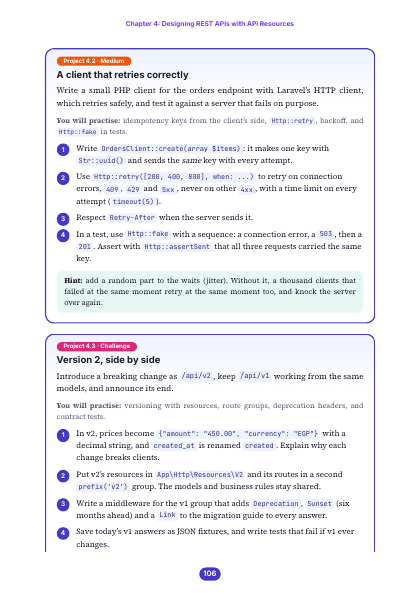 Chapter 4: Designing REST APIs with API Resources
Project 4.2 · Medium
A client that retries correctly
Write a small PHP client for the orders endpoint with Laravel's HTTP client,
which retries safely, and test it against a server that fails on purpose.
You will practise: idempotency keys from the client's side, Http::retry, backoff, and
Http::fake in tests.
1 Write OrdersClient::create(array $items): it makes one key with
Str::uuid() and sends the same key with every attempt.
2 Use Http::retry([200, 400, 800], when: ...) to retry on connection
errors, 409, 429 and 5xx, never on other 4xx, with a time limit on every
attempt (timeout(5)).
3 Respect Retry-After when the server sends it.
4 In a test, use Http::fake with a sequence: a connection error, a 503, then a
201. Assert with Http::assertSent that all three requests carried the same
key.
Hint: add a random part to the waits (jitter). Without it, a thousand clients that
failed at the same moment retry at the same moment too, and knock the server
over again.
Project 4.3 · Challenge
Version 2, side by side
Introduce a breaking change as /api/v2, keep /api/v1 working from the same
models, and announce its end.
You will practise: versioning with resources, route groups, deprecation headers, and
contract tests.
1 In v2, prices become {"amount": "450.00", "currency": "EGP"} with a
decimal string, and created_at is renamed created. Explain why each
change breaks clients.
2 Put v2's resources in App\Http\Resources\V2 and its routes in a second
prefix('v2') group. The models and business rules stay shared.
3 Write a middleware for the v1 group that adds Deprecation, Sunset (six
months ahead) and a Link to the migration guide to every answer.
4 Save today's v1 answers as JSON fixtures, and write tests that fail if v1 ever
changes.
106